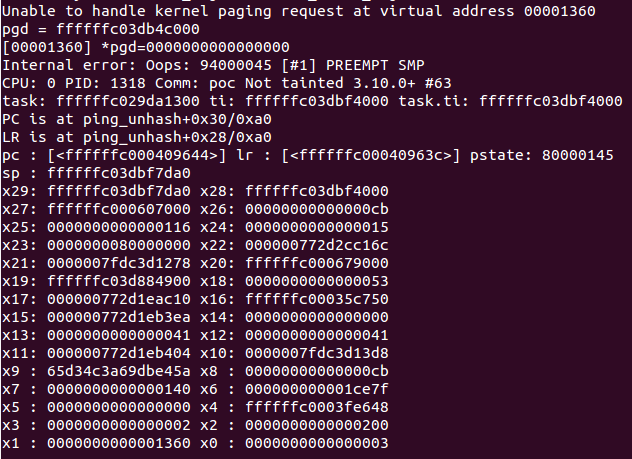 Unable to handle kernel paging request at virtual address 00001360
pgd = ffffffc03db4c000
[00001360] *pgd=0000000000000000
Internal error: Oops: 94000045 [#1] PREEMPT SMP
CPU: 0 PID: 1318 Comm: poc Not tainted 3.10.0+ #63
task: ffffffc029da1300 ti: ffffffc03dbf4000 task.ti: ffffffc03dbf4000
PC is at ping_unhash+0x30/0xa0
LR is at ping_unhash+0x28/0xa0
pc : [<ffffffc000409644>] lr : [<ffffffc00040963c>] pstate: 80000145
sp : ffffffc03dbf7da0
x29: ffffffc03dbf7da0 x28: ffffffc03dbf4000
x27: ffffffc000607000 x26: 00000000000000cb
x25: 0000000000000116 x24: 0000000000000015
x23: 0000000080000000 x22: 000000772d2cc16c
x21: 0000007fdc3d1278 x20: ffffffc000679000
x19: ffffffc03d884900 x18: 0000000000000053
x17: 000000772d1eac10 x16: ffffffc00035c750
x15: 000000772d1eb3ea x14: 0000000000000000
x13: 0000000000000041 x12: 0000000000000041
x11: 000000772d1eb404 x10: 0000007fdc3d13d8
x9 : 65d34c3a69dbe45a x8 : 00000000000000cb
x7 : 0000000000000140 x6 : 000000000001ce7f
x5 : 0000000000000000 x4 : ffffffc0003fe648
x3 : 0000000000000002 x2 : 0000000000000200
x1 : 0000000000001360 x0 : 0000000000000003